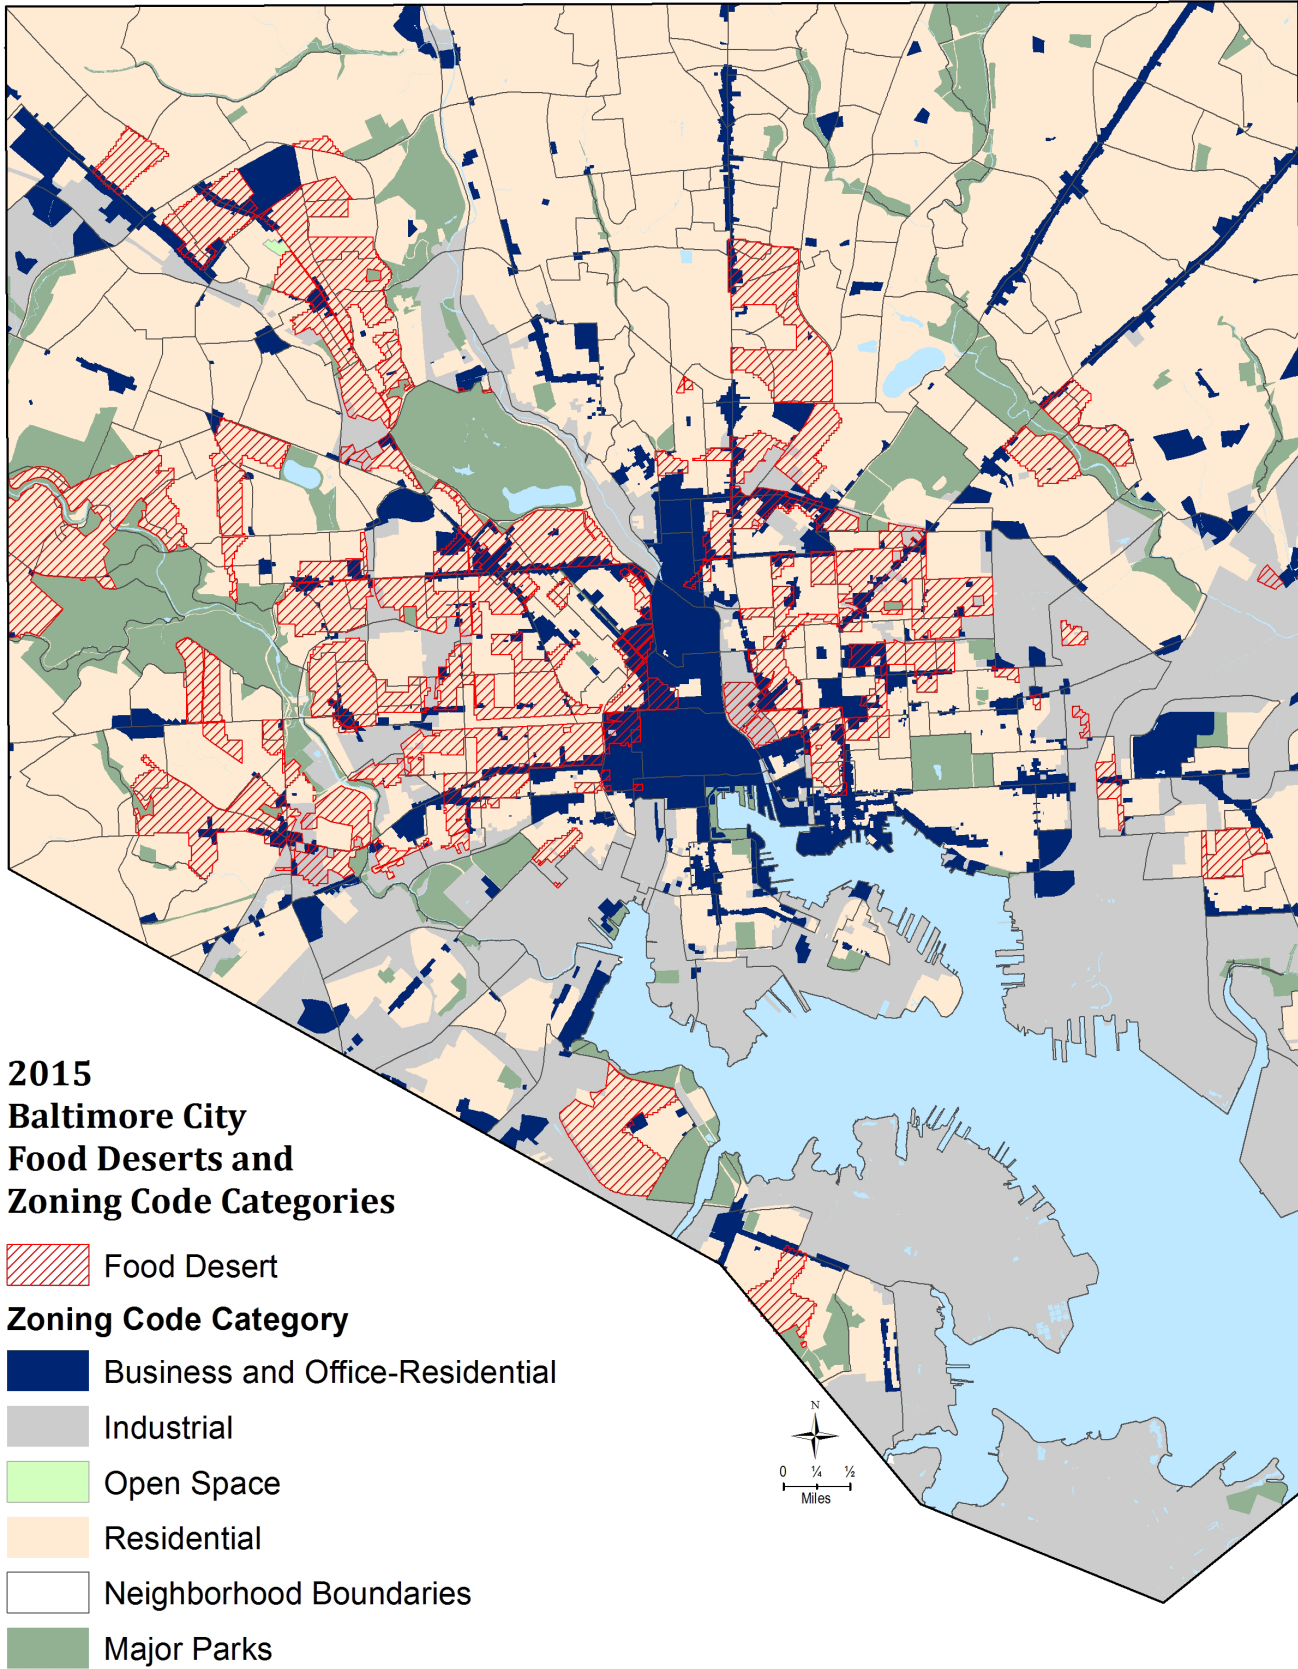 2015
Baltimore City
Food Deserts and
Zoning Code Categories
Food Desert
Zoning Code Category
Business and Office-Residential
Industrial
Open Space
Residential
Neighborhood Boundaries
Major Parks
N
0 ¼ ½
Miles